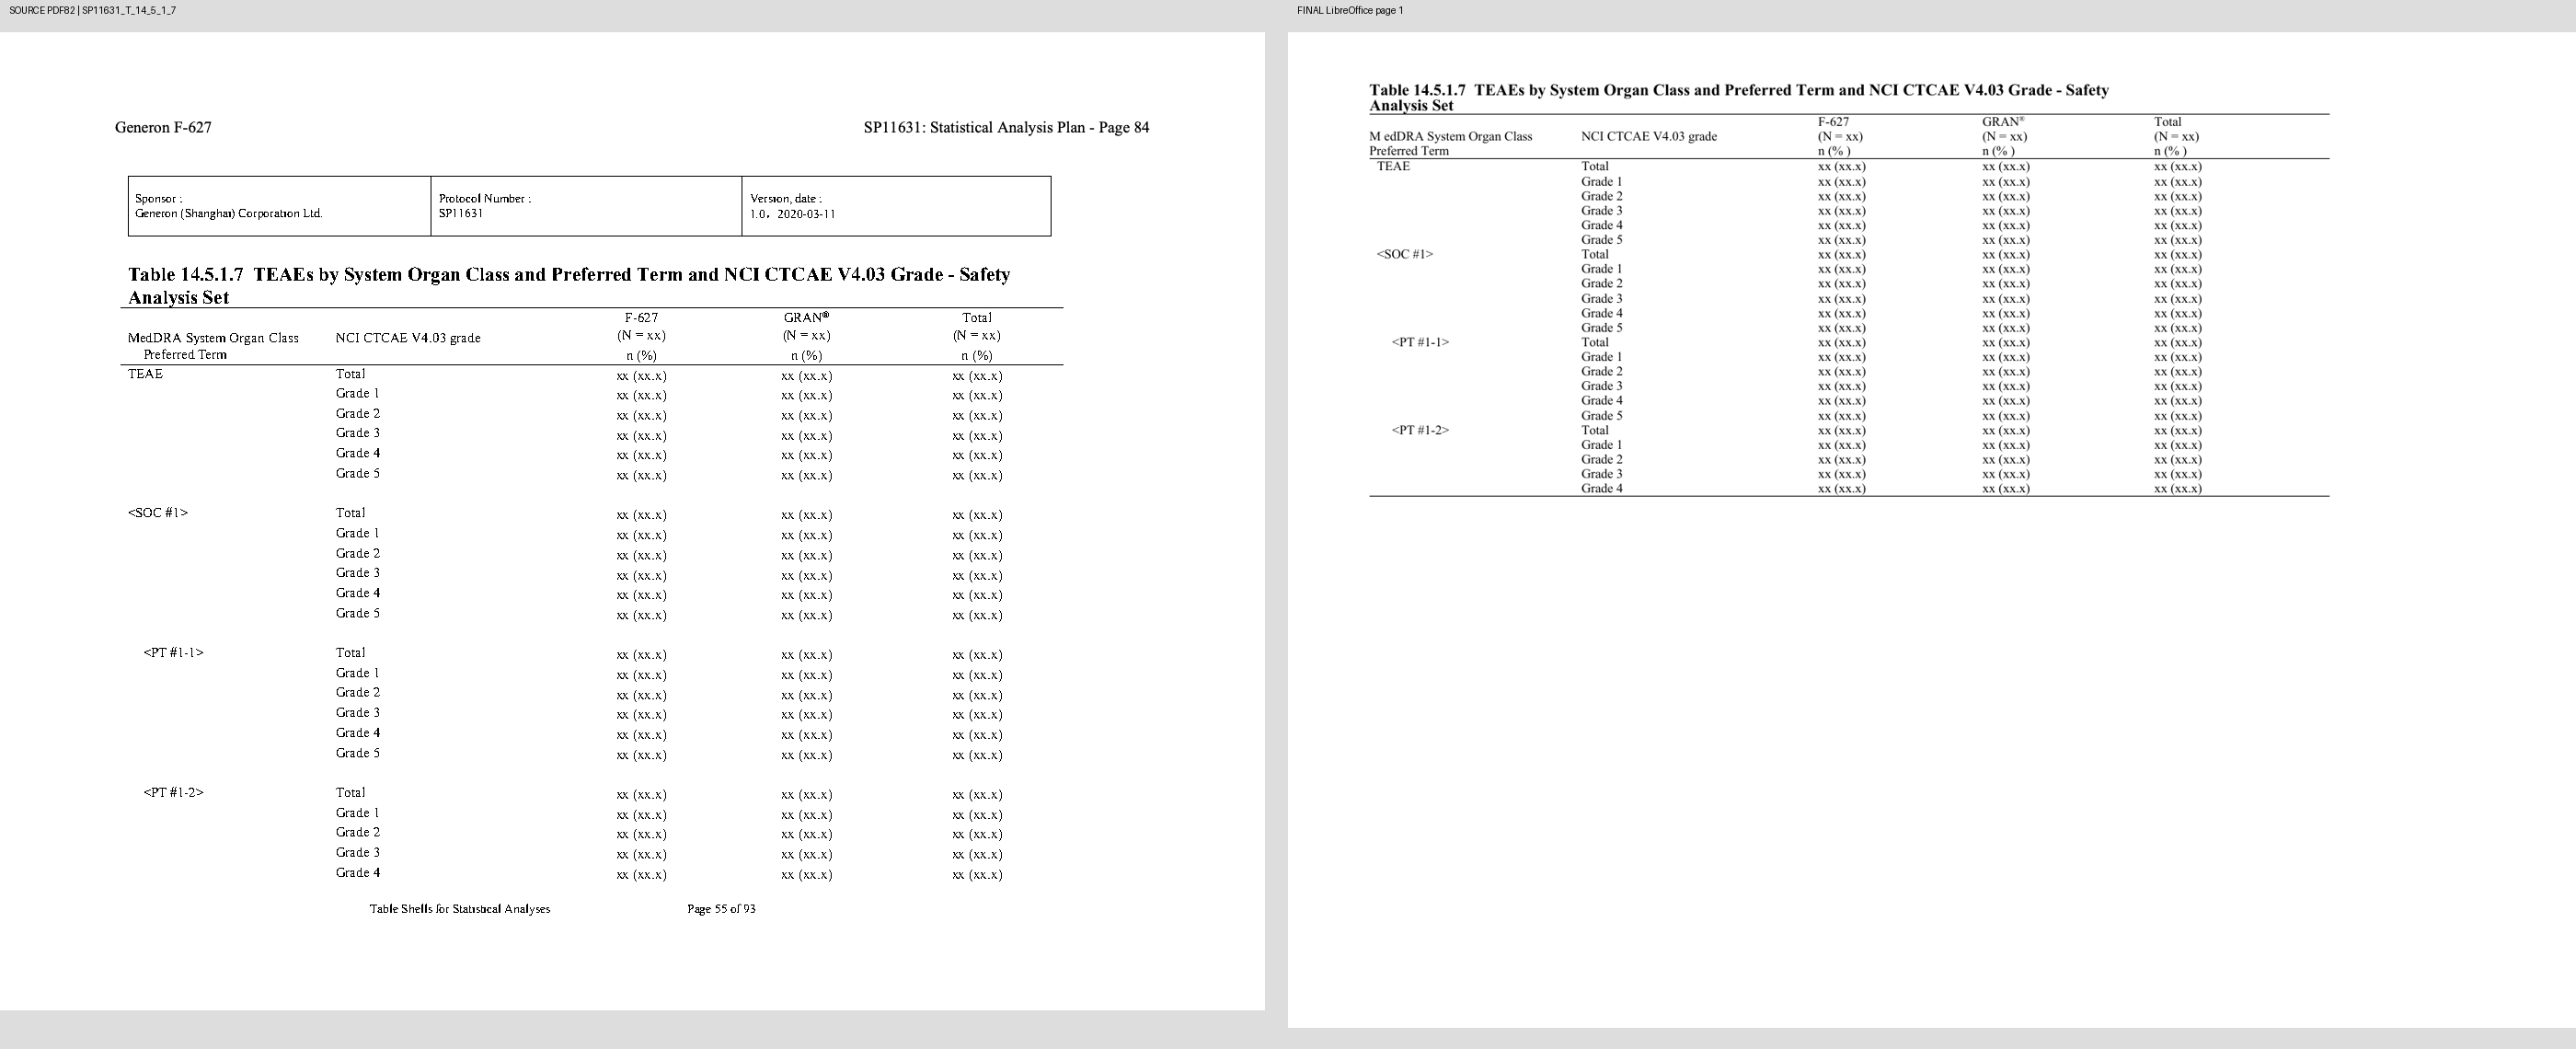 SOURCE PDF82 | SP11631_T_14_5_1_7
Generon F-627 SP11631: Statistical Analysis Plan - Page 84
Sponsor : Protocol Number : Version, date :
Generon (Shanghai) Corporation Ltd. SP11631 1.0，2020-03-11
Table 14.5.1.7 TEAEs by System Organ Class and Preferred Term and NCI CTCAE V4.03 Grade - Safety
Analysis Set
F-627 GRAN® Total
(N = xx) (N = xx) (N = xx)
MedDRA System Organ Class NCI CTCAE V4.03 grade
Preferred Term n (%) n (%) n (%)
TEAE Total xx (xx.x) xx (xx.x) xx (xx.x)
Grade 1 xx (xx.x) xx (xx.x) xx (xx.x)
Grade 2 xx (xx.x) xx (xx.x) xx (xx.x)
Grade 3 xx (xx.x) xx (xx.x) xx (xx.x)
Grade 4 xx (xx.x) xx (xx.x) xx (xx.x)
Grade 5 xx (xx.x) xx (xx.x) xx (xx.x)
<SOC #1> Total xx (xx.x) xx (xx.x) xx (xx.x)
Grade 1 xx (xx.x) xx (xx.x) xx (xx.x)
Grade 2 xx (xx.x) xx (xx.x) xx (xx.x)
Grade 3 xx (xx.x) xx (xx.x) xx (xx.x)
Grade 4 xx (xx.x) xx (xx.x) xx (xx.x)
Grade 5 xx (xx.x) xx (xx.x) xx (xx.x)
<PT #1-1> Total xx (xx.x) xx (xx.x) xx (xx.x)
Grade 1 xx (xx.x) xx (xx.x) xx (xx.x)
Grade 2 xx (xx.x) xx (xx.x) xx (xx.x)
Grade 3 xx (xx.x) xx (xx.x) xx (xx.x)
Grade 4 xx (xx.x) xx (xx.x) xx (xx.x)
Grade 5 xx (xx.x) xx (xx.x) xx (xx.x)
<PT #1-2> Total xx (xx.x) xx (xx.x) xx (xx.x)
Grade 1 xx (xx.x) xx (xx.x) xx (xx.x)
Grade 2 xx (xx.x) xx (xx.x) xx (xx.x)
Grade 3 xx (xx.x) xx (xx.x) xx (xx.x)
Grade 4 xx (xx.x) xx (xx.x) xx (xx.x)
Table Shells for Statistical Analyses Page 55 of 93
FINAL LibreOffice page 1
Table 14.5.1.7 TEAEs by System Organ Class and Preferred Term and NCI CTCAE V4.03 Grade - Safety
Analysis Set
F-627 GRAN® Total
M edDRA System Organ Class NCI CTCAE V4.03 grade (N = xx) (N = xx) (N = xx)
Preferred Term n (% ) n (% ) n (% )
TEAE Total xx (xx.x) xx (xx.x) xx (xx.x)
Grade 1 xx (xx.x) xx (xx.x) xx (xx.x)
Grade 2 xx (xx.x) xx (xx.x) xx (xx.x)
Grade 3 xx (xx.x) xx (xx.x) xx (xx.x)
Grade 4 xx (xx.x) xx (xx.x) xx (xx.x)
Grade 5 xx (xx.x) xx (xx.x) xx (xx.x)
<SOC #1> Total xx (xx.x) xx (xx.x) xx (xx.x)
Grade 1 xx (xx.x) xx (xx.x) xx (xx.x)
Grade 2 xx (xx.x) xx (xx.x) xx (xx.x)
Grade 3 xx (xx.x) xx (xx.x) xx (xx.x)
Grade 4 xx (xx.x) xx (xx.x) xx (xx.x)
Grade 5 xx (xx.x) xx (xx.x) xx (xx.x)
<PT #1-1> Total xx (xx.x) xx (xx.x) xx (xx.x)
Grade 1 xx (xx.x) xx (xx.x) xx (xx.x)
Grade 2 xx (xx.x) xx (xx.x) xx (xx.x)
Grade 3 xx (xx.x) xx (xx.x) xx (xx.x)
Grade 4 xx (xx.x) xx (xx.x) xx (xx.x)
Grade 5 xx (xx.x) xx (xx.x) xx (xx.x)
<PT #1-2> Total xx (xx.x) xx (xx.x) xx (xx.x)
Grade 1 xx (xx.x) xx (xx.x) xx (xx.x)
Grade 2 xx (xx.x) xx (xx.x) xx (xx.x)
Grade 3 xx (xx.x) xx (xx.x) xx (xx.x)
Grade 4 xx (xx.x) xx (xx.x) xx (xx.x)